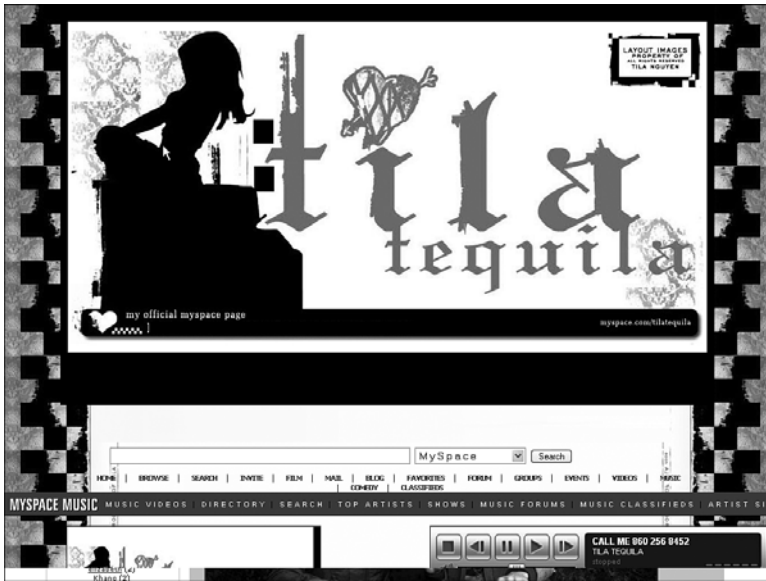 LAYOUT IMAGES
PROPERTY OF
ALL RIGHTS RESERVED
TILA NGUYEN
tila
tequila
my official myspace page
myspace.com/tilatequila
MySpace Search
HOME | BROWSE | SEARCH | INVITE | FILM | MAIL | BLOG | FAVORITES | FORUM | GROUPS | EVENTS | VIDEOS | MUSIC
| COMEDY | CLASSIFIEDS
MYSPACE MUSIC MUSIC VIDEOS | DIRECTORY | SEARCH | TOP ARTISTS | SHOWS | MUSIC FORUMS | MUSIC CLASSIFIEDS | ARTIST SI
CALL ME 860 256 8452
TILA TEQUILA
stopped
Khang (2)